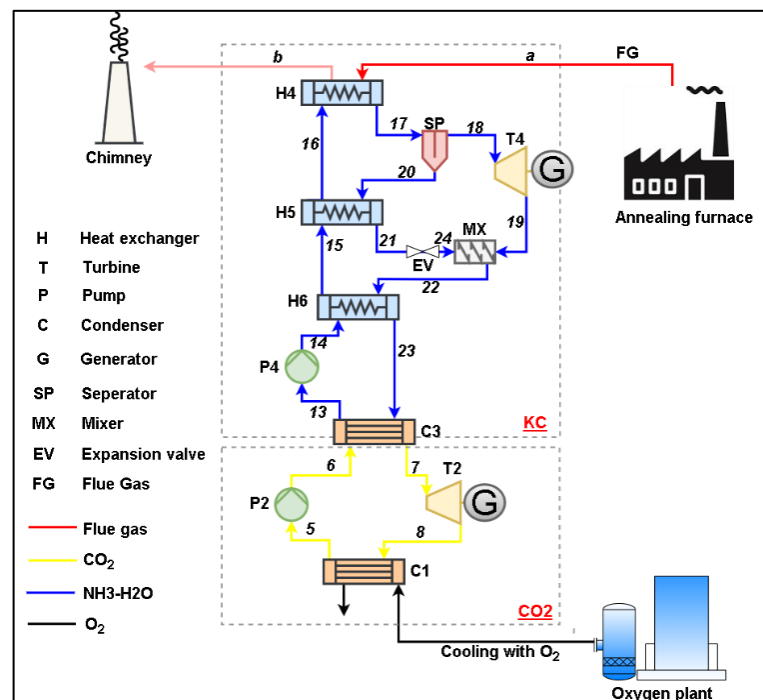 b
a
FG
H4
17
SP
18
T4
G
Chimney
16
20
Annealing furnace
H5
19
H Heat exchanger
15
21
24
MX
EV
T Turbine
22
P Pump
H6
C Condenser
14
23
G Generator
P4
SP Seperator
13
MX Mixer
C3
KC
EV Expansion valve
6
7
T2
FG Flue Gas
P2
G
Flue gas
5
8
CO2
C1
NH3-H2O
CO2
O2
Cooling with O2
Oxygen plant